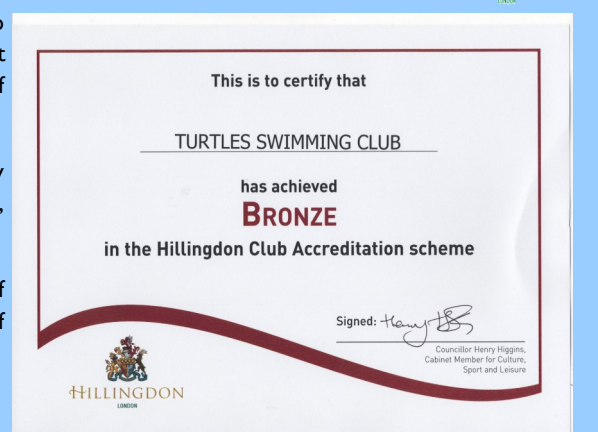 This is to certify that
TURTLES SWIMMING CLUB
has achieved
BRONZE
in the Hillingdon Club Accreditation scheme
Signed: Henry
Councillor Henry Higgins,
Cabinet Member for Culture,
Sport and Leisure
HILLINGDON
LONDON